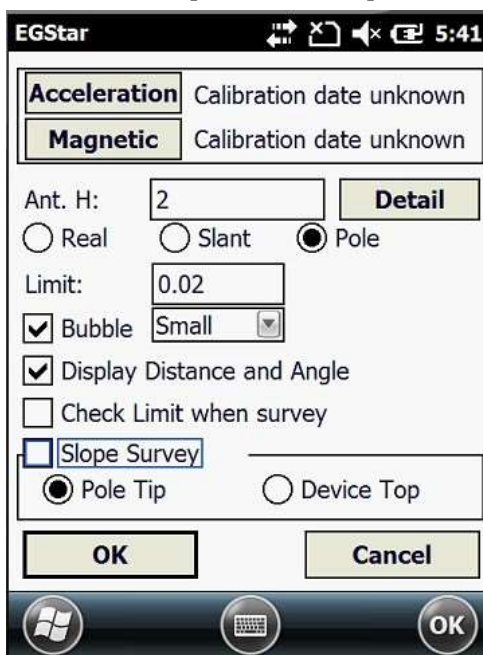 EGStar 5:41
Acceleration Calibration date unknown
Magnetic Calibration date unknown
Ant. H: 2 Detail
Real Slant Pole
Limit: 0.02
Bubble Small
Display Distance and Angle
Check Limit when survey
Slope Survey
Pole Tip Device Top
OK Cancel
OK